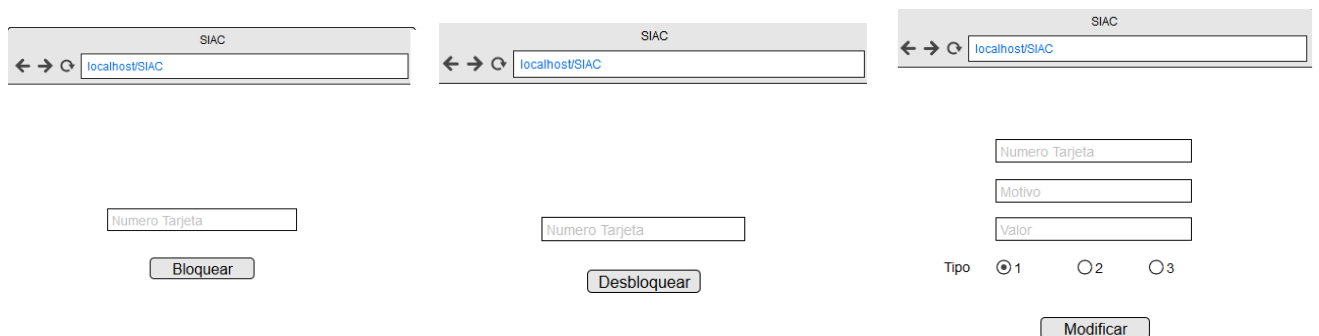 SIAC
localhost/SIAC
Numero Tarjeta
Bloquear
SIAC
localhost/SIAC
Numero Tarjeta
Desbloquear
SIAC
localhost/SIAC
Numero Tarjeta
Motivo
Valor
Tipo 1 2 3
Modificar